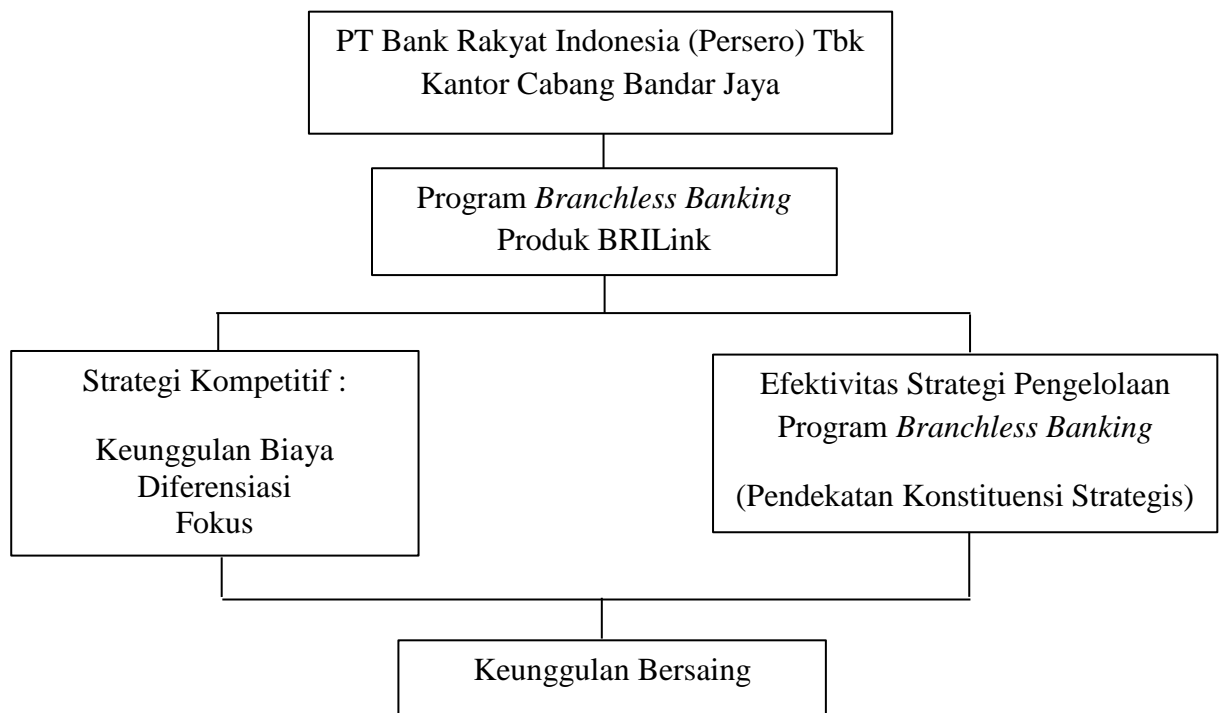 PT Bank Rakyat Indonesia (Persero) Tbk
Kantor Cabang Bandar Jaya
Program Branchless Banking
Produk BRILink
Strategi Kompetitif :
Keunggulan Biaya
Diferensiasi
Fokus
Efektivitas Strategi Pengelolaan
Program Branchless Banking
(Pendekatan Konstituensi Strategis)
Keunggulan Bersaing